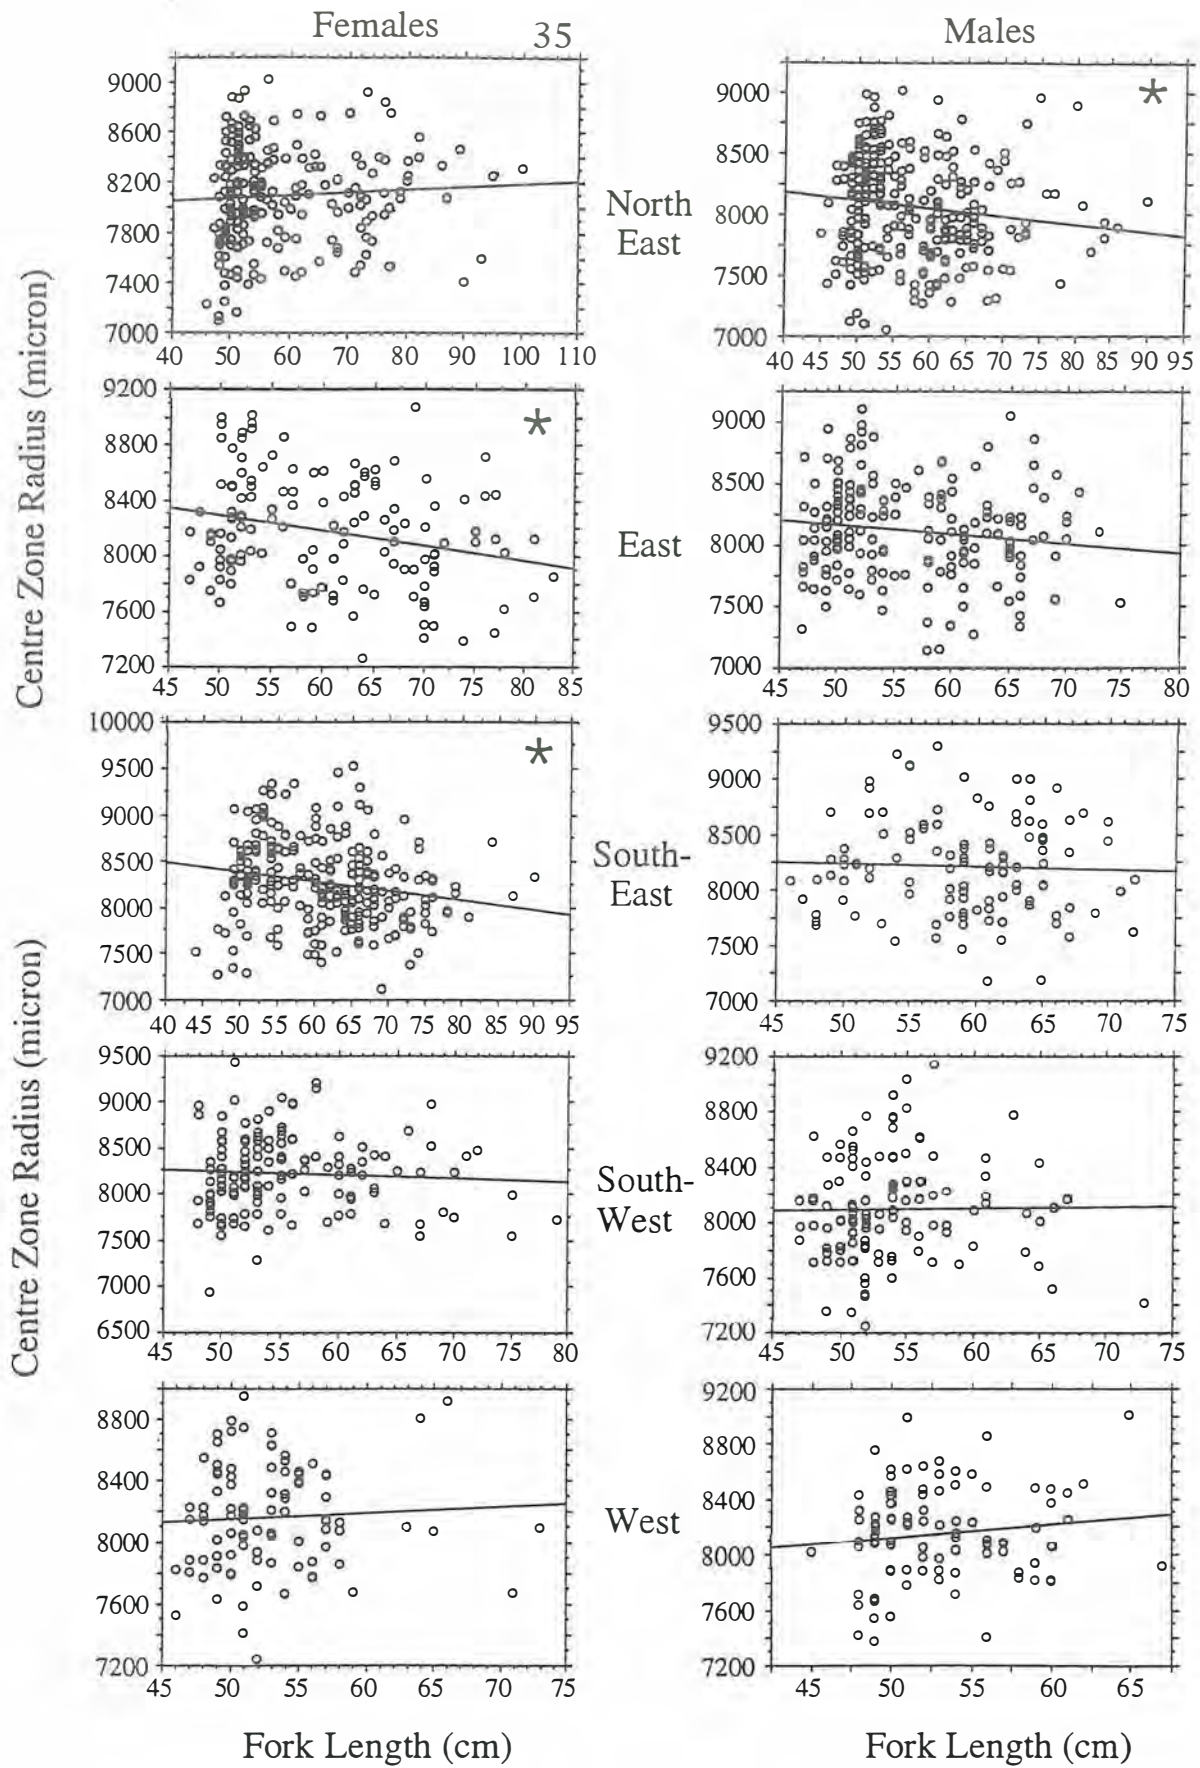 Females 35 Males
9000
8600
8200
7800
7400
7000
40 50 60 70 80 90 100 110
North
East
9000
8500
8000
7500
7000
40 45 50 55 60 65 70 75 80 85 90 95
Centre Zone Radius (micron)
9200
8800
8400
8000
7600
7200
45 50 55 60 65 70 75 80 85
East
9000
8500
8000
7500
7000
45 50 55 60 65 70 75 80
10000
9500
9000
8500
8000
7500
7000
40 45 50 55 60 65 70 75 80 85 90 95
South-
East
9500
9000
8500
8000
7500
7000
45 50 55 60 65 70 75
Centre Zone Radius (micron)
9500
9000
8500
8000
7500
7000
6500
45 50 55 60 65 70 75 80
South-
West
9200
8800
8400
8000
7600
7200
45 50 55 60 65 70 75
8800
8400
8000
7600
7200
45 50 55 60 65 70 75
West
9200
8800
8400
8000
7600
7200
45 50 55 60 65
Fork Length (cm) Fork Length (cm)